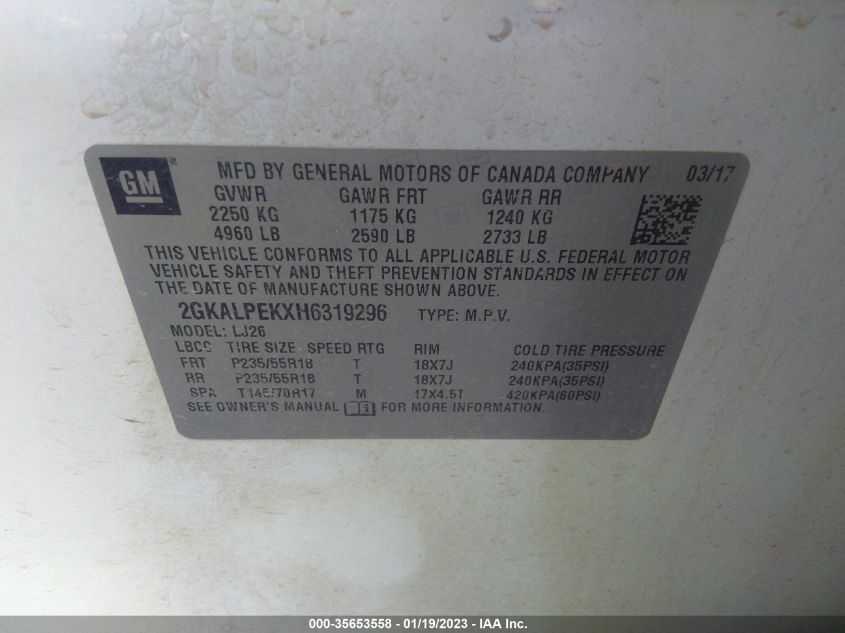 GM ® MFD BY GENERAL MOTORS OF CANADA COMPANY 03/17
GVWR GAWR FRT GAWR RR
2250 KG 1175 KG 1240 KG
4960 LB 2590 LB 2733 LB
THIS VEHICLE CONFORMS TO ALL APPLICABLE U.S. FEDERAL MOTOR
VEHICLE SAFETY AND THEFT PREVENTION STANDARDS IN EFFECT ON
THE DATE OF MANUFACTURE SHOWN ABOVE.
2GKALPEKXH6319296 TYPE: M.P.V.
MODEL: LJ26
TIRE SIZE SPEED RTG RIM COLD TIRE PRESSURE
FRT P235/55R18 T 18X7J 240KPA(35PSI)
RR P235/55R18 T 18X7J 240KPA(35PSI)
SPA T145/70R17 M 17X4.5T 420KPA(60PSI)
SEE OWNER'S MANUAL FOR MORE INFORMATION.
000-35653558 - 01/19/2023 - IAA Inc.